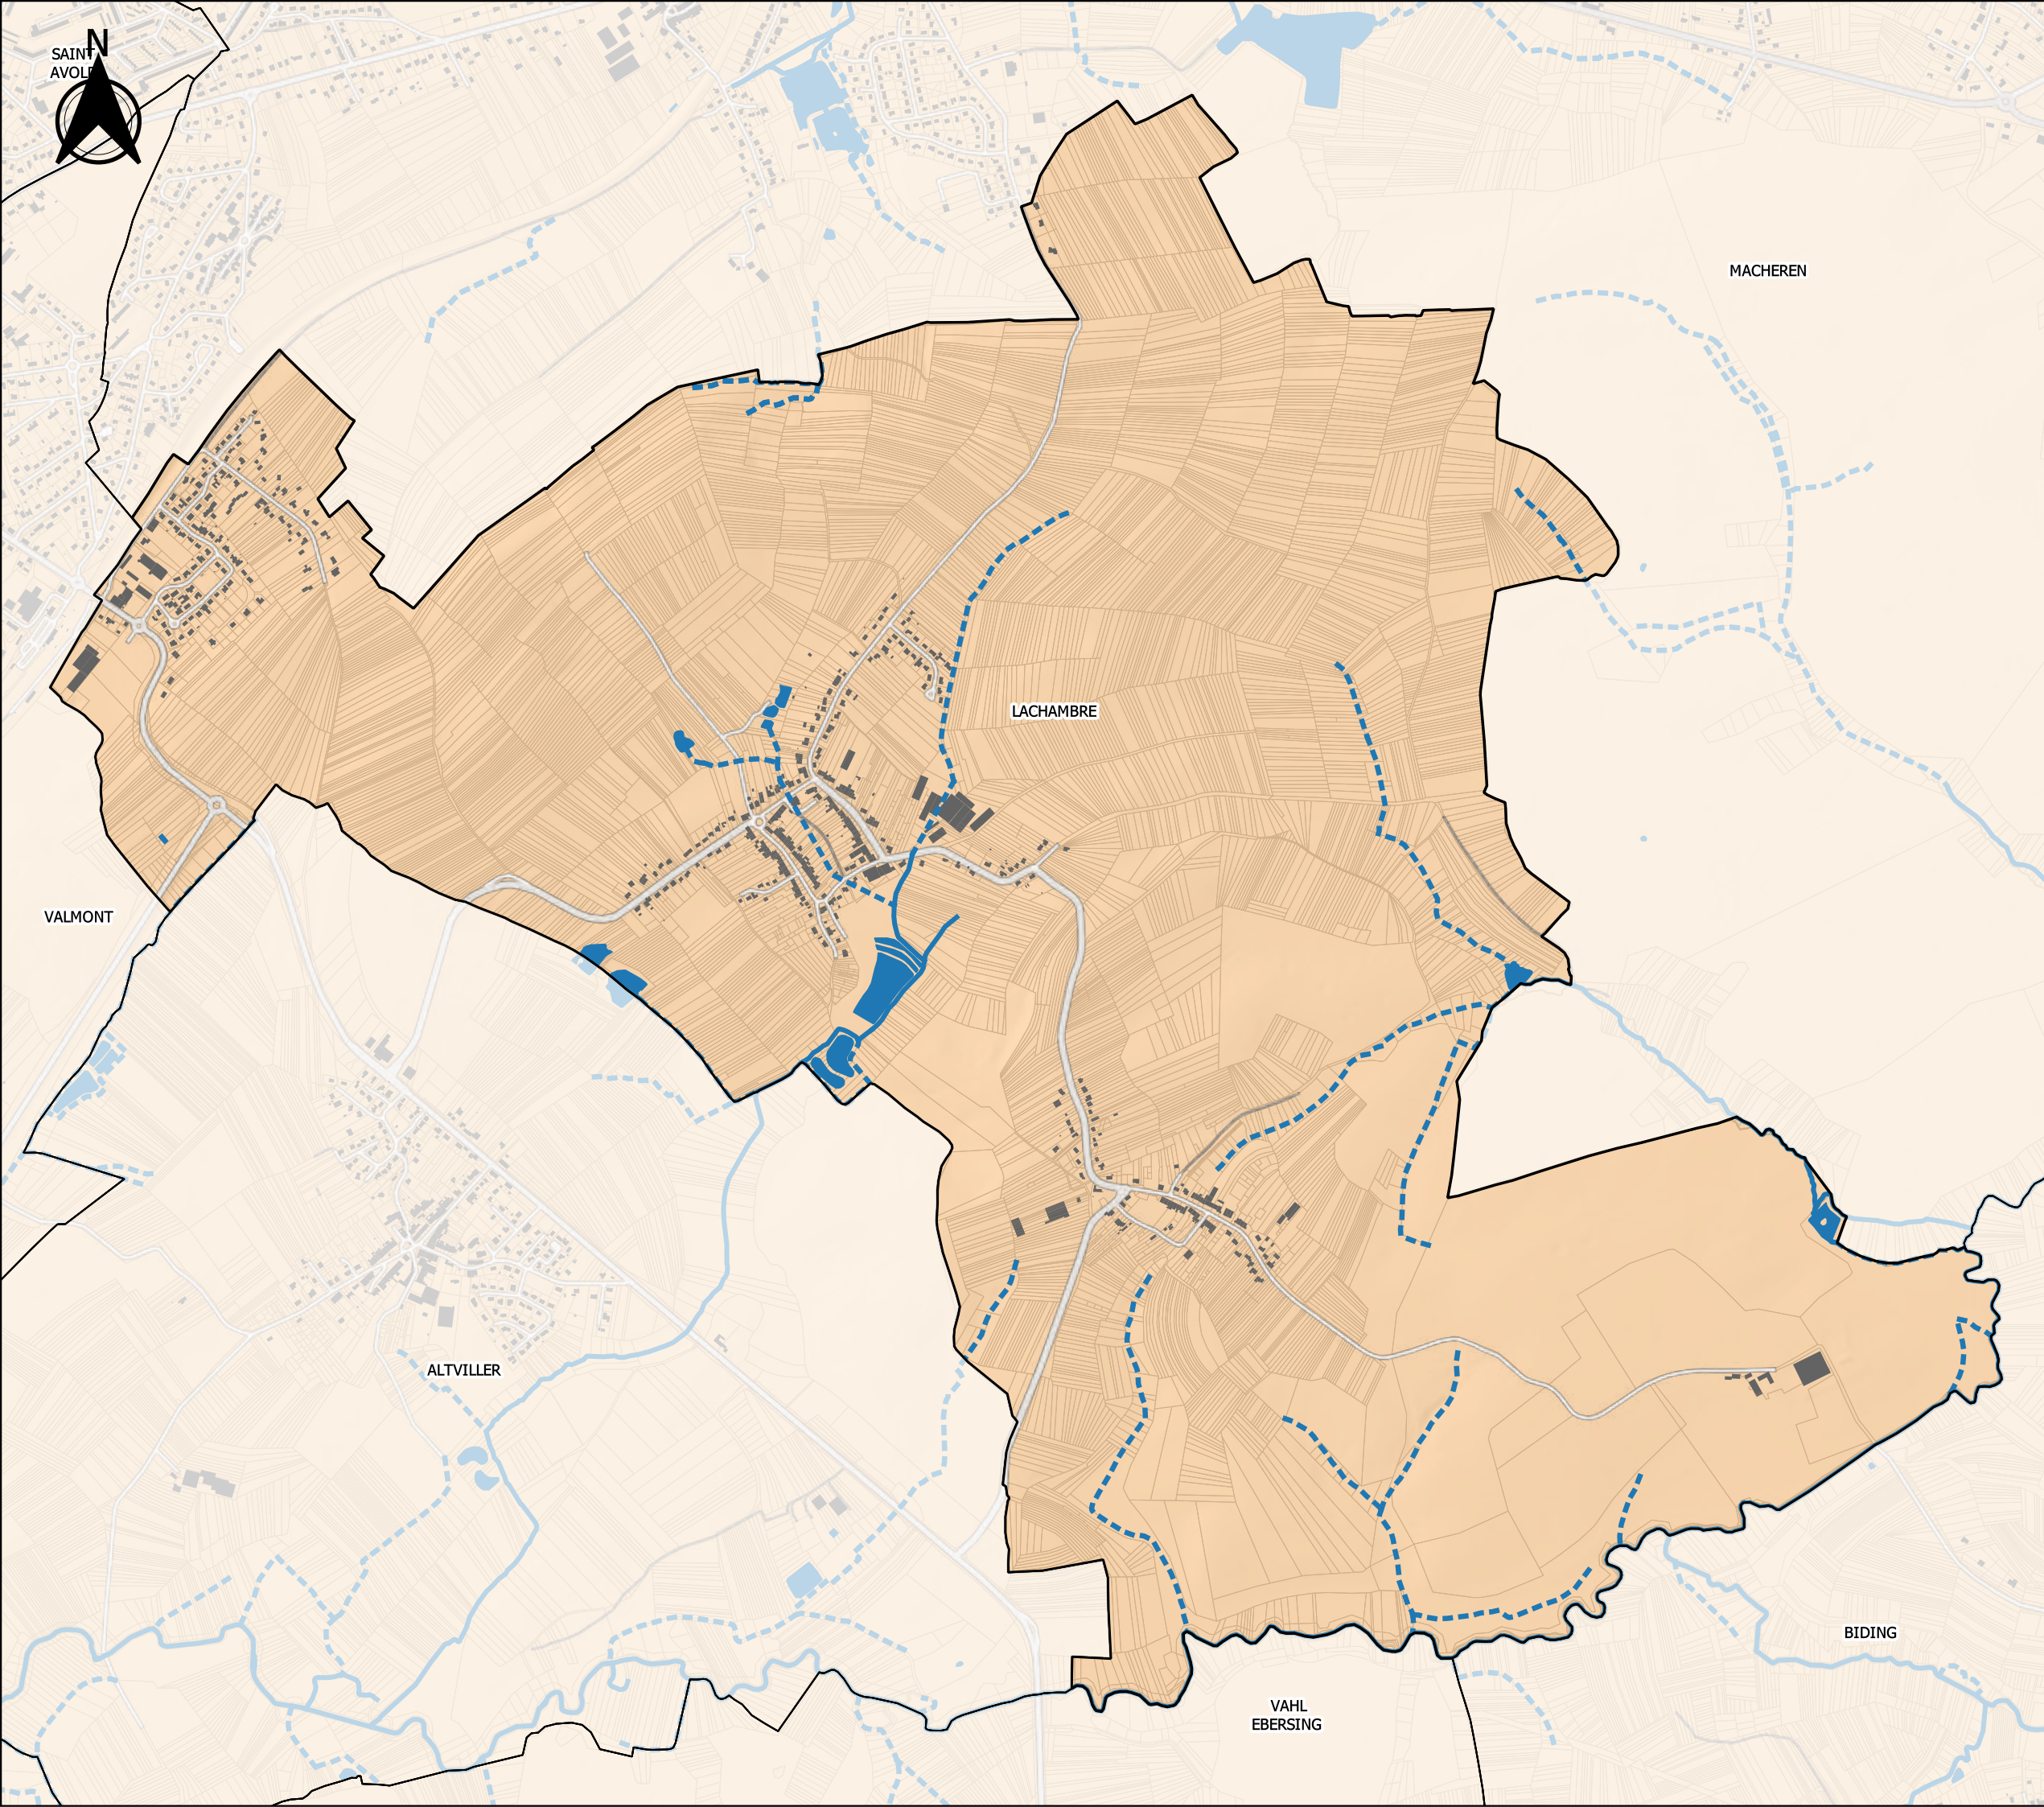 N
SAINT
AVOLD
MACHEREN
LACHAMBRE
VALMONT
ALTVILLER
BIDING
VAHL
EBERSING